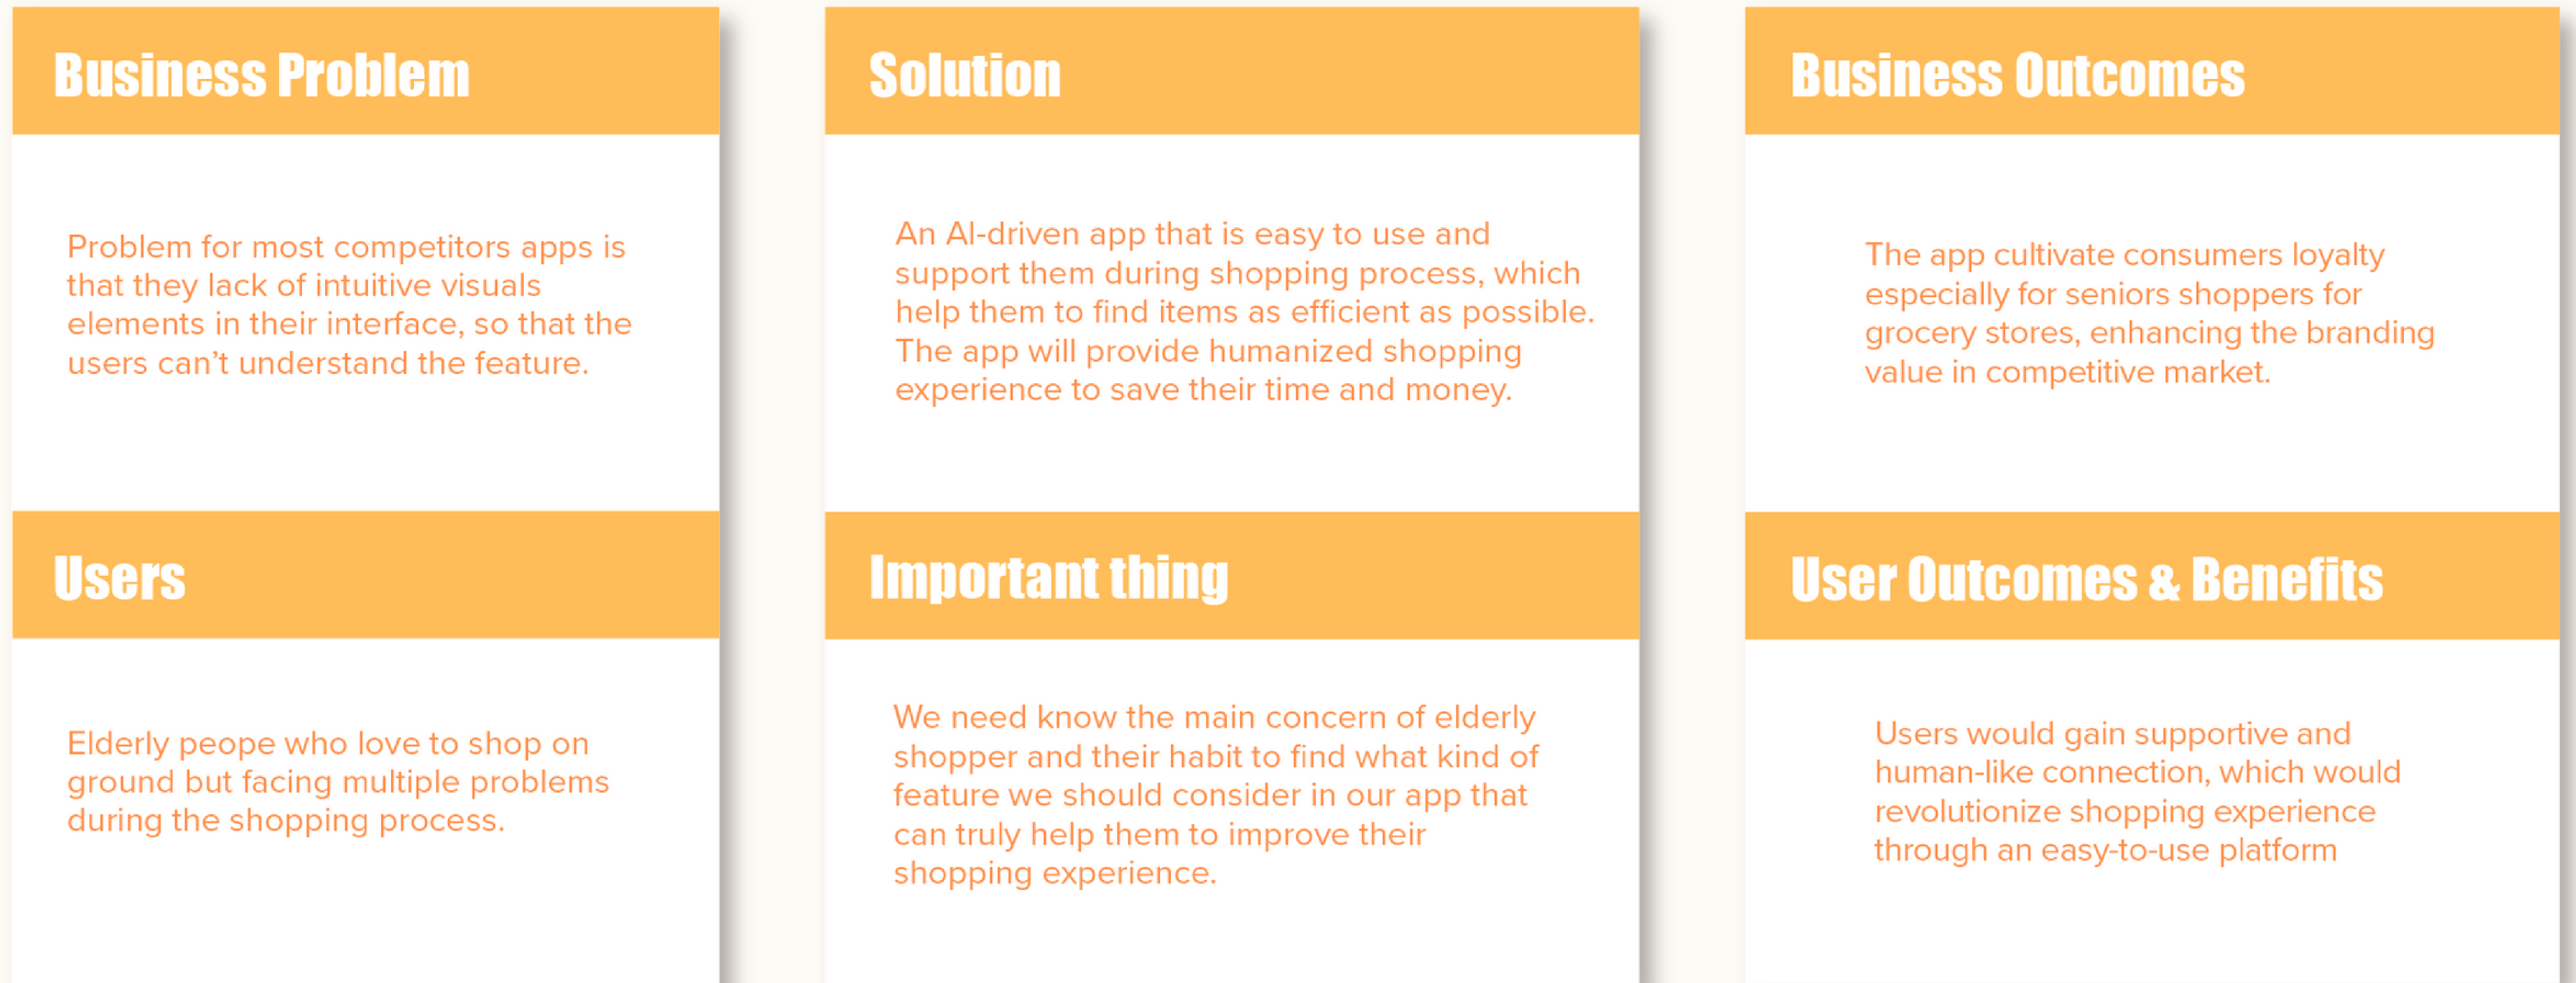 Business Problem
Problem for most competitors apps is
that they lack of intuitive visuals
elements in their interface, so that the
users can’t understand the feature.
Users
Elderly peope who love to shop on
ground but facing multiple problems
during the shopping process.
Solution
An AI-driven app that is easy to use and
support them during shopping process, which
help them to find items as efficient as possible.
The app will provide humanized shopping
experience to save their time and money.
Important thing
We need know the main concern of elderly
shopper and their habit to find what kind of
feature we should consider in our app that
can truly help them to improve their
shopping experience.
Business Outcomes
The app cultivate consumers loyalty
especially for seniors shoppers for
grocery stores, enhancing the branding
value in competitive market.
User Outcomes & Benefits
Users would gain supportive and
human-like connection, which would
revolutionize shopping experience
through an easy-to-use platform